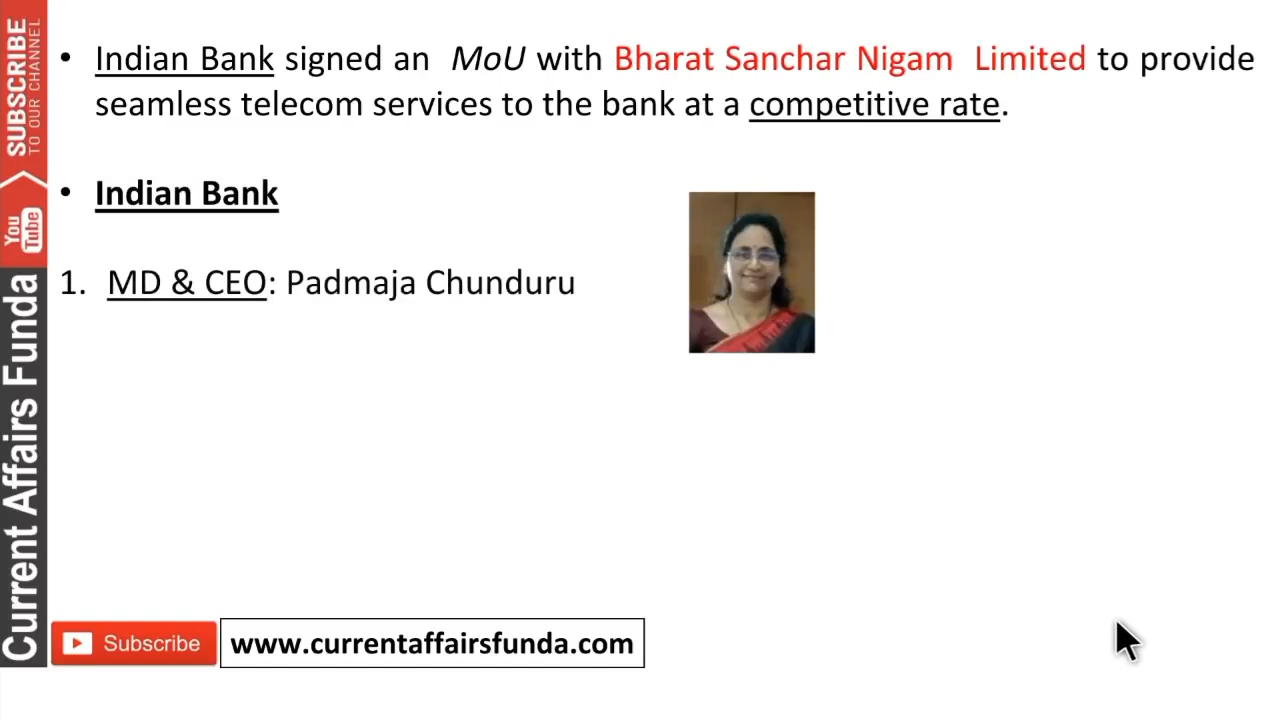 • Indian Bank signed an MoU with Bharat Sanchar Nigam Limited to provide
seamless telecom services to the bank at a competitive rate.
• Indian Bank
1. MD & CEO: Padmaja Chunduru
SUBSCRIBE
TO OUR CHANNEL
You
Tube
Current Affairs Funda
Subscribe
www.currentaffairsfunda.com